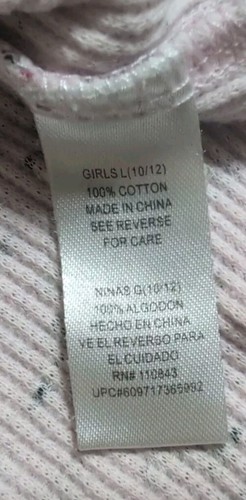 GIRLS L(10/12)
100% COTTON
MADE IN CHINA
SEE REVERSE
FOR CARE
NINAS G(10/12)
100% ALGODON
HECHO EN CHINA
VE EL REVERSO PARA
EL CUIDADO
RN# 110843
UPC#609717365992